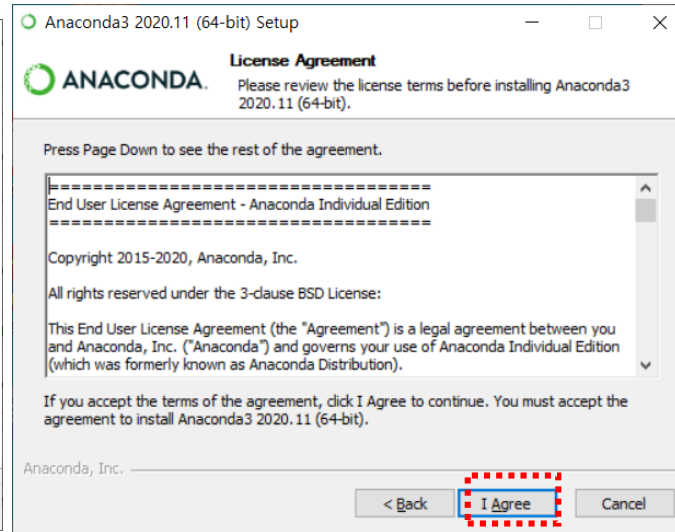 Anaconda3 2020.11 (64-bit) Setup
ANACONDA.
License Agreement
Please review the license terms before installing Anaconda3
2020.11 (64-bit).
Press Page Down to see the rest of the agreement.
===================================
End User License Agreement - Anaconda Individual Edition
===================================
Copyright 2015-2020, Anaconda, Inc.
All rights reserved under the 3-clause BSD License:
This End User License Agreement (the "Agreement") is a legal agreement between you
and Anaconda, Inc. ("Anaconda") and governs your use of Anaconda Individual Edition
(which was formerly known as Anaconda Distribution).
If you accept the terms of the agreement, click I Agree to continue. You must accept the
agreement to install Anaconda3 2020.11 (64-bit).
Anaconda, Inc.
< Back
I Agree
Cancel